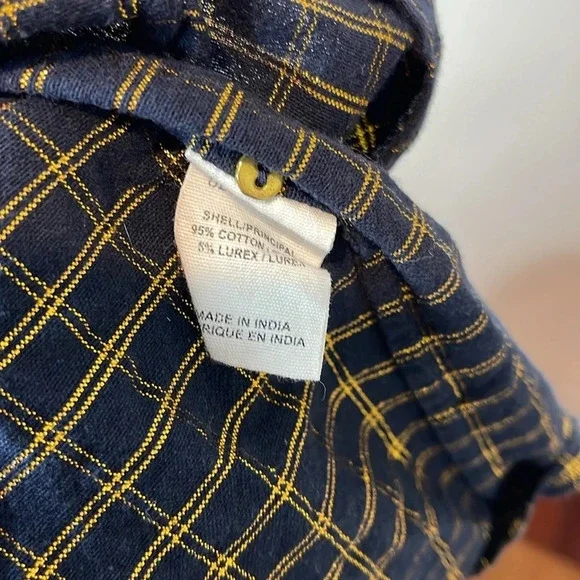 SHELL/PRINCIPAL
95% COTTON /
5% LUREX / LUREX
MADE IN INDIA
RIQUE EN INDIA